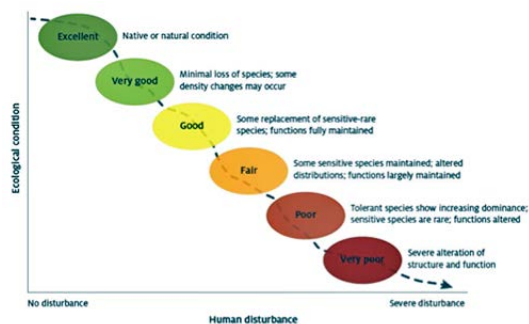 Excellent
Native or natural condition
Very good
Minimal loss of species; some
density changes may occur
Good
Some replacement of sensitive-rare
species; functions fully maintained
Fair
Some sensitive species maintained; altered
distributions; functions largely maintained
Poor
Tolerant species show increasing dominance;
sensitive species are rare; functions altered
Very poor
Severe alteration of
structure and function
Ecological condition
No disturbance
Severe disturbance
Human disturbance